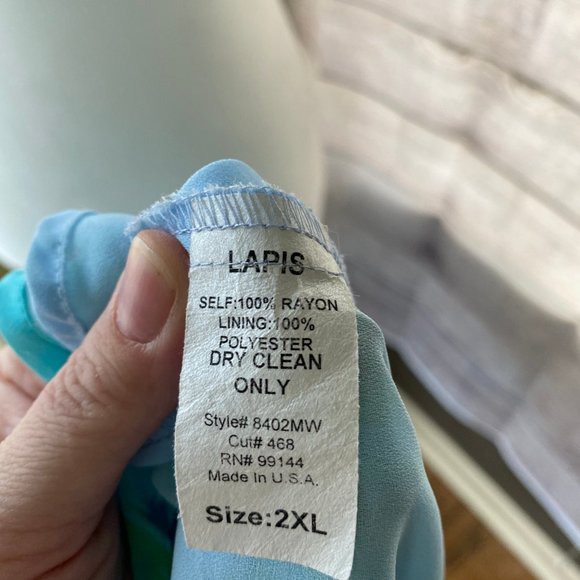 LAPIS
SELF:100% RAYON
LINING:100%
POLYESTER
DRY CLEAN
ONLY
Style# 8402MW
Cut# 468
RN# 99144
Made In U.S.A.
Size:2XL